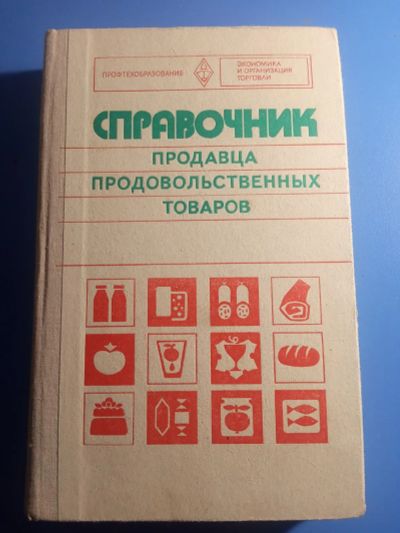 ПРОФТЕХОБРАЗОВАНИЕ
ЭКОНОМИКА
И ОРГАНИЗАЦИЯ
ТОРГОВЛИ
СПРАВОЧНИК
ПРОДАВЦА
ПРОДОВОЛЬСТВЕННЫХ
ТОВАРОВ